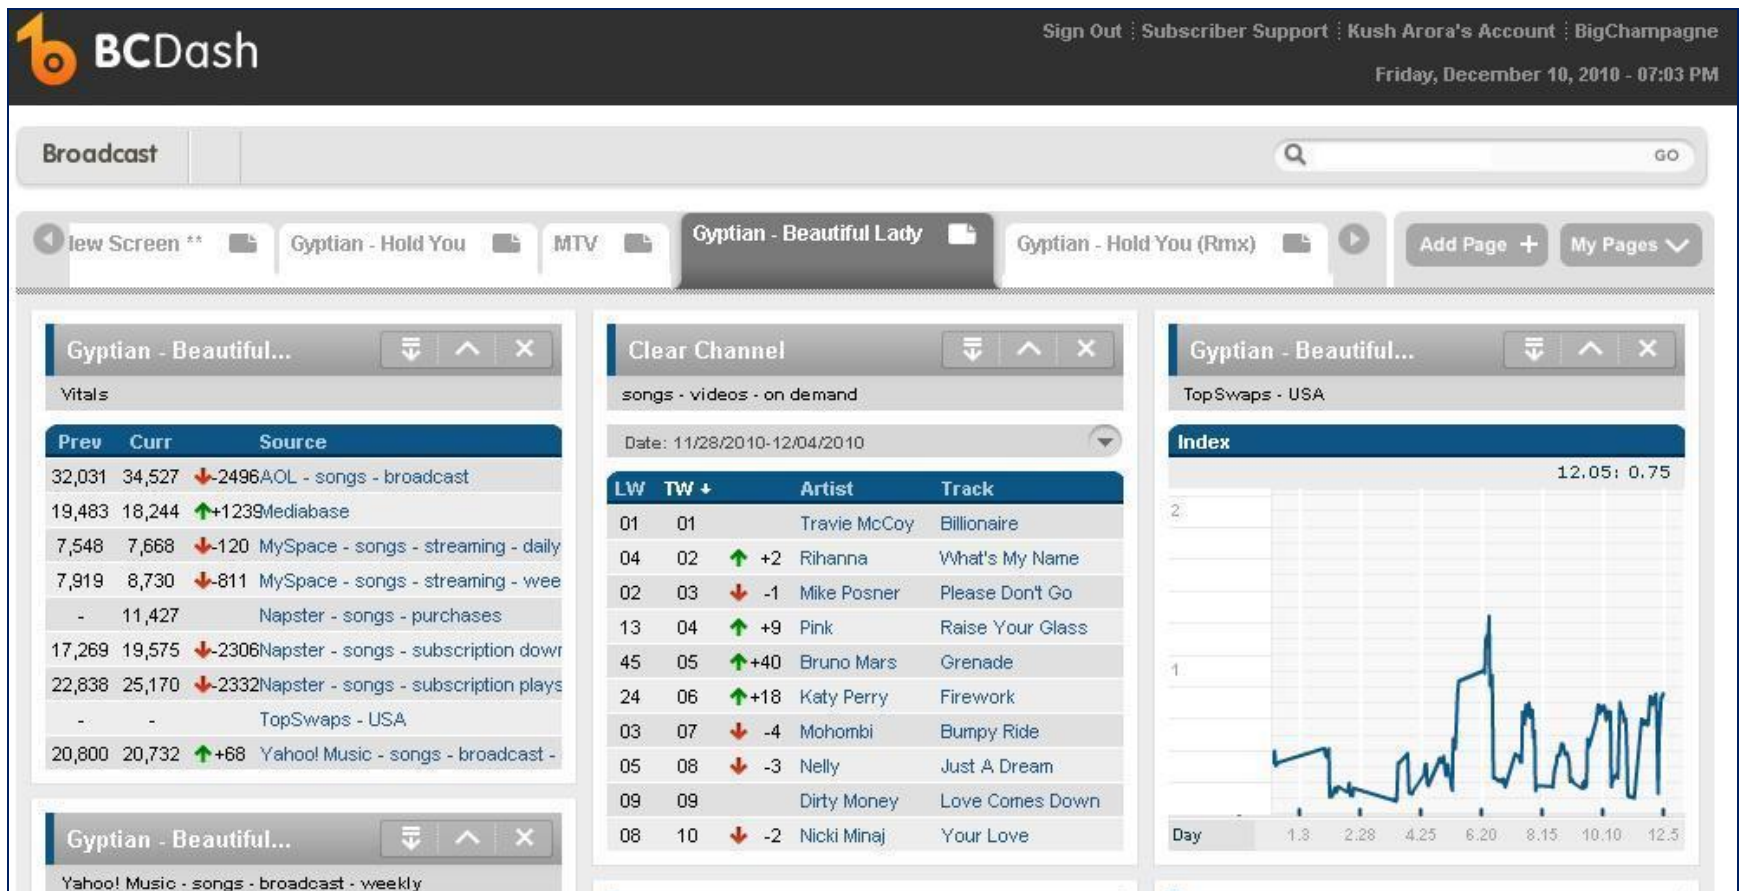 BCDash
Sign Out Subscriber Support Kush Arora's Account BigChampagne
Friday, December 10, 2010 - 07:03 PM
Broadcast
GO
lew Screen **
Gyptian - Hold You
MTV
Gyptian - Beautiful Lady
Gyptian - Hold You (Rmx)
Add Page +
My Pages
Gyptian - Beautiful...
Vitals
Prev Curr Source
32,031 34,527 -2496 AOL - songs - broadcast
19,483 18,244 +1239 Mediabase
7,548 7,668 -120 MySpace - songs - streaming - daily
7,919 8,730 -811 MySpace - songs - streaming - wee
- 11,427 Napster - songs - purchases
17,269 19,575 -2306 Napster - songs - subscription dowr
22,838 25,170 -2332 Napster - songs - subscription plays
- - TopSwaps - USA
20,800 20,732 +68 Yahoo! Music - songs - broadcast -
Gyptian - Beautiful...
Yahoo! Music - songs - broadcast - weekly
Clear Channel
songs - videos - on demand
Date: 11/28/2010-12/04/2010
LW TW Artist Track
01 01 Travie McCoy Billionaire
04 02 +2 Rihanna What's My Name
02 03 -1 Mike Posner Please Don't Go
13 04 +9 Pink Raise Your Glass
45 05 +40 Bruno Mars Grenade
24 06 +18 Katy Perry Firework
03 07 -4 Mohombi Bumpy Ride
05 08 -3 Nelly Just A Dream
09 09 Dirty Money Love Comes Down
08 10 -2 Nicki Minaj Your Love
Gyptian - Beautiful...
TopSwaps - USA
Index
12.05: 0.75
2
1
Day 1.3 2.28 4.25 6.20 8.15 10.10 12.5